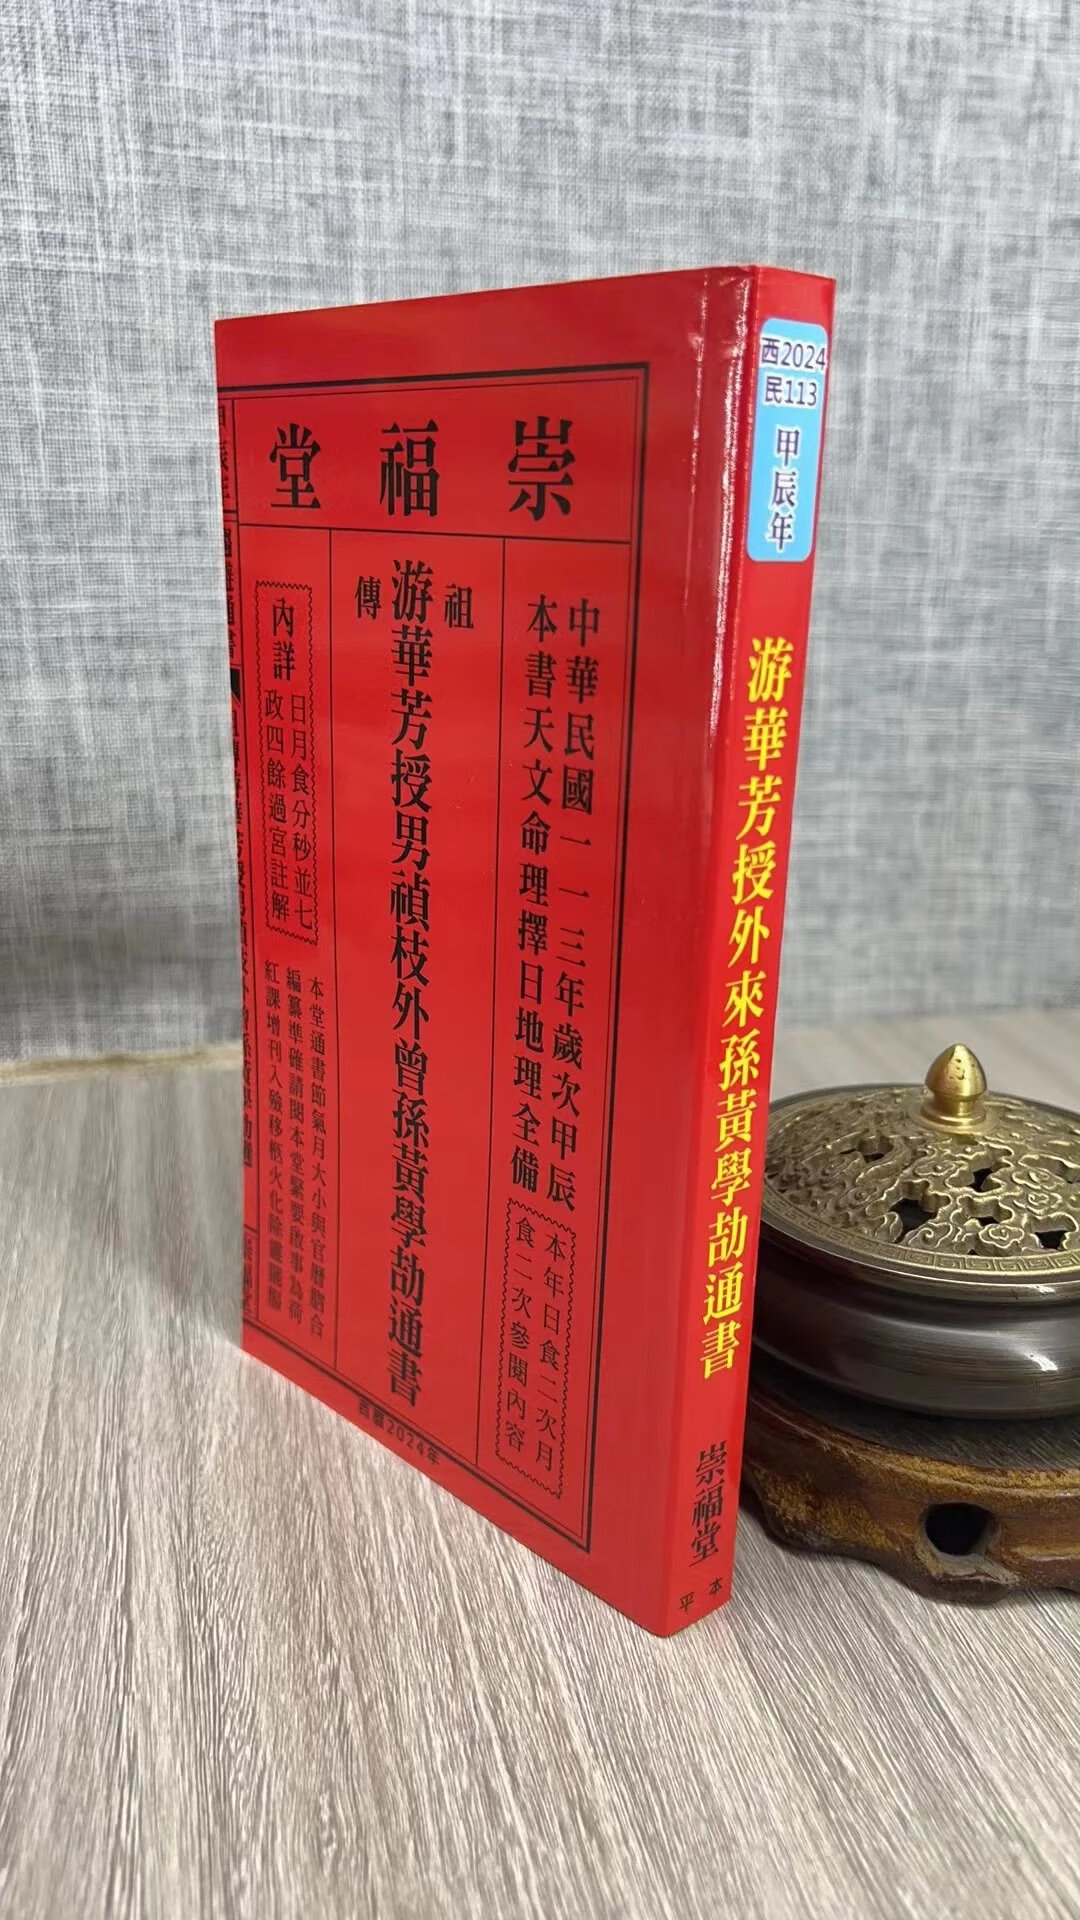 崇福堂
中華民國一一三年歲次甲辰
本書天文命理擇日地理全備
本年日食二次月
食二次參閱內容
祖傳
游華芳授男禎枝外曾孫黃學劼通書
內詳
日月食分秒並七
政四餘過宮註解
本堂通書節氣月大小與官曆脗合
編纂準確請閱本堂緊要啟事為荷
紅課增刊入殮移柩火化除靈除服
西曆2024年
西2024
民113
甲辰年
游華芳授外來孫黃學劼通書
崇福堂
平本